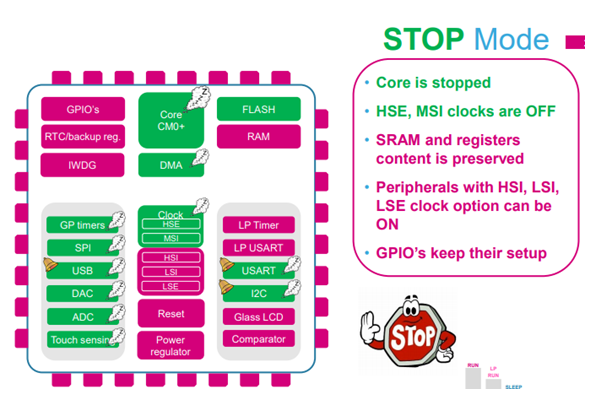 STOP Mode
• Core is stopped
• HSE, MSI clocks are OFF
• SRAM and registers
content is preserved
• Peripherals with HSI, LSI,
LSE clock option can be
ON
• GPIO's keep their setup
GPIO's
RTC/backup reg.
IWDG
Core
CM0+
DMA
FLASH
RAM
GP timers
SPI
USB
DAC
ADC
Touch sensing
Clock
HSE
MSI
HSI
LSI
LSE
Reset
Power
regulator
LP Timer
LP USART
USART
I2C
Glass LCD
Comparator
STOP
RUN
LP
RUN
SLEEP